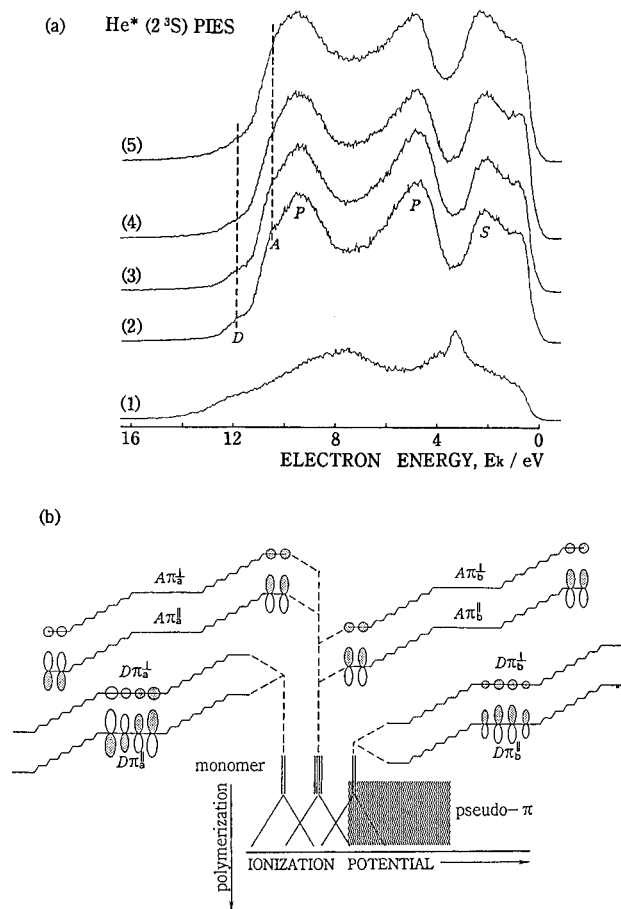 (a) He* (2 ³S) PIES
(5)
(4)
(3)
(2)
(1)
D
A
P
P
S
16 12 8 4 0
ELECTRON ENERGY, Ek / eV
(b)
Aπa⊥
Aπa∥
Dπa⊥
Dπa∥
Aπb⊥
Aπb∥
Dπb⊥
Dπb∥
monomer
pseudo-π
polymerization
IONIZATION POTENTIAL